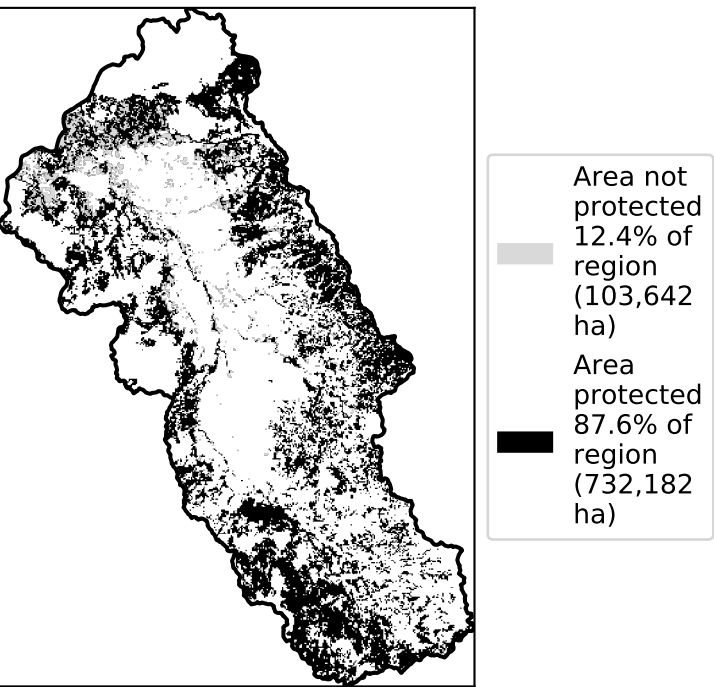 Area not
protected
12.4% of
region
(103,642
ha)
Area
protected
87.6% of
region
(732,182
ha)